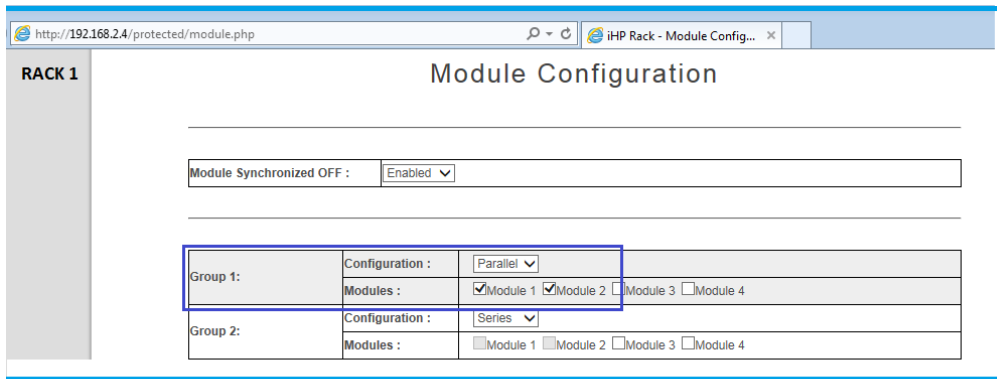 http://192.168.2.4/protected/module.php
iHP Rack - Module Config...
RACK 1
Module Configuration
Module Synchronized OFF : Enabled
Group 1:
Configuration : Parallel
Modules : Module 1 Module 2 Module 3 Module 4
Group 2:
Configuration : Series
Modules : Module 1 Module 2 Module 3 Module 4